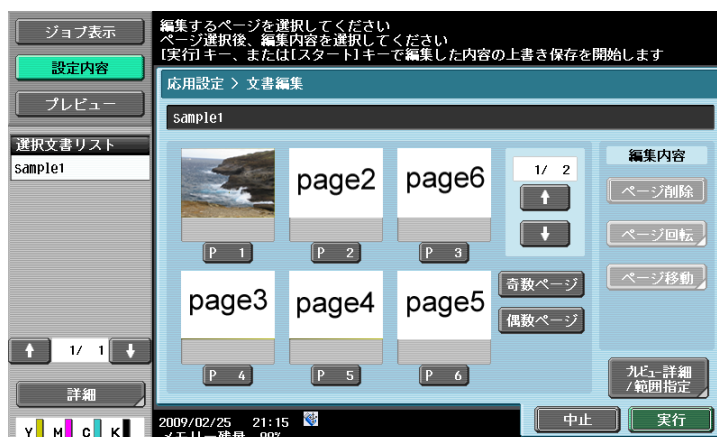 ジョブ表示
設定内容
プレビュー
選択文書リスト
sample1
1/ 1
詳細
Y M C K
編集するページを選択してください
ページ選択後、編集内容を選択してください
[実行]キー、または[スタート]キーで編集した内容の上書き保存を開始します
応用設定 > 文書編集
sample1
page2
page6
P 1
P 2
P 3
page3
page4
page5
P 4
P 5
P 6
1/ 2
奇数ページ
偶数ページ
編集内容
ページ削除
ページ回転
ページ移動
プレビュー詳細
/範囲指定
2009/02/25 21:15
メモリー残量 99%
中止
実行